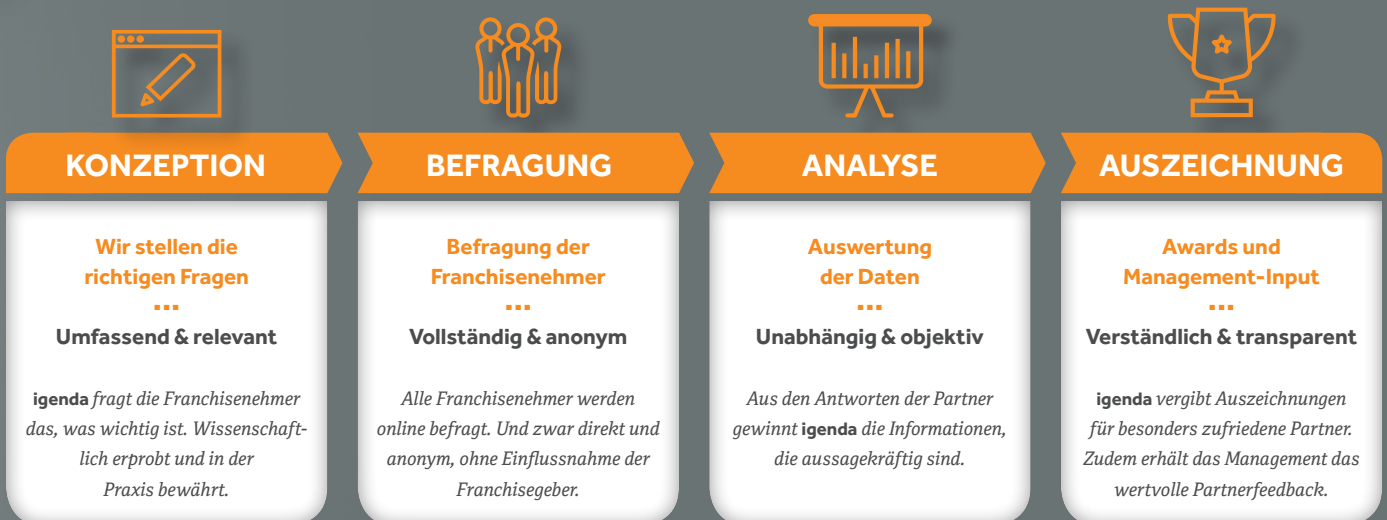 KONZEPTION
Wir stellen die
richtigen Fragen
Umfassend & relevant
igenda fragt die Franchisenehmer
das, was wichtig ist. Wissenschaft-
lich erprobt und in der
Praxis bewährt.
BEFRAGUNG
Befragung der
Franchisenehmer
Vollständig & anonym
Alle Franchisenehmer werden
online befragt. Und zwar direkt und
anonym, ohne Einflussnahme der
Franchisegeber.
ANALYSE
Auswertung
der Daten
Unabhängig & objektiv
Aus den Antworten der Partner
gewinnt igenda die Informationen,
die aussagekräftig sind.
AUSZEICHNUNG
Awards und
Management-Input
Verständlich & transparent
igenda vergibt Auszeichnungen
für besonders zufriedene Partner.
Zudem erhält das Management das
wertvolle Partnerfeedback.